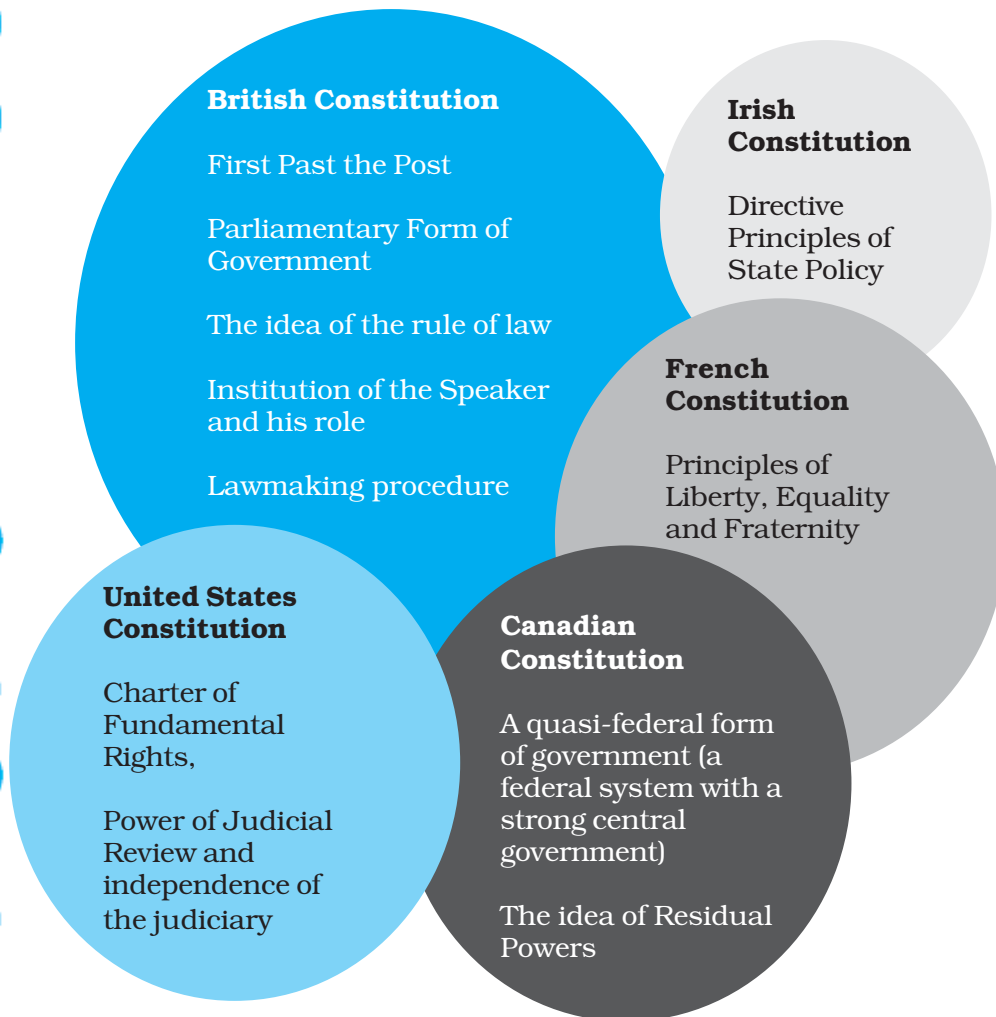 British Constitution
First Past the Post
Parliamentary Form of
Government
The idea of the rule of law
Institution of the Speaker
and his role
Lawmaking procedure
Irish
Constitution
Directive
Principles of
State Policy
French
Constitution
Principles of
Liberty, Equality
and Fraternity
United States
Constitution
Charter of
Fundamental
Rights,
Power of Judicial
Review and
independence of
the judiciary
Canadian
Constitution
A quasi-federal form
of government (a
federal system with a
strong central
government)
The idea of Residual
Powers